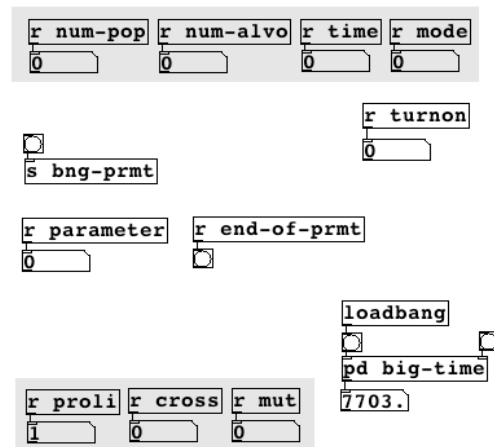 r num-pop r num-alvo r time r mode
0 0 0 0
r turnon
0
s bng-prmt
r parameter r end-of-prmt
0
loadbang
pd big-time
7703.
r proli r cross r mut
1 0 0